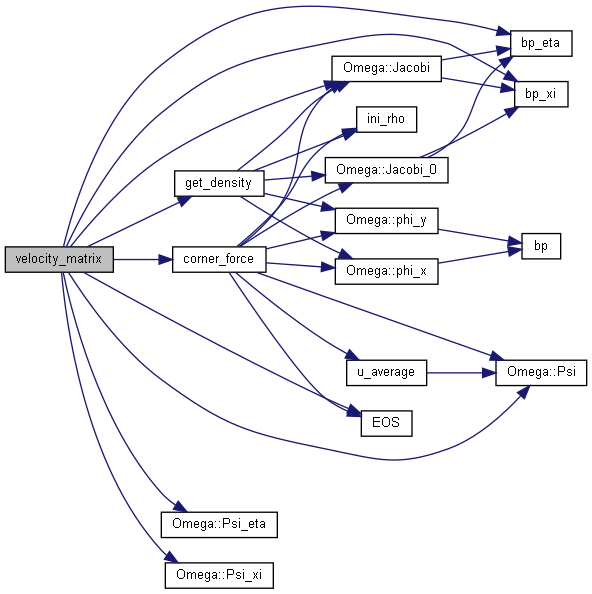 bp_eta
Omega::Jacobi
bp_xi
ini_rho
Omega::Jacobi_0
get_density
Omega::phi_y
bp
velocity_matrix
corner_force
Omega::phi_x
u_average
Omega::Psi
EOS
Omega::Psi_eta
Omega::Psi_xi